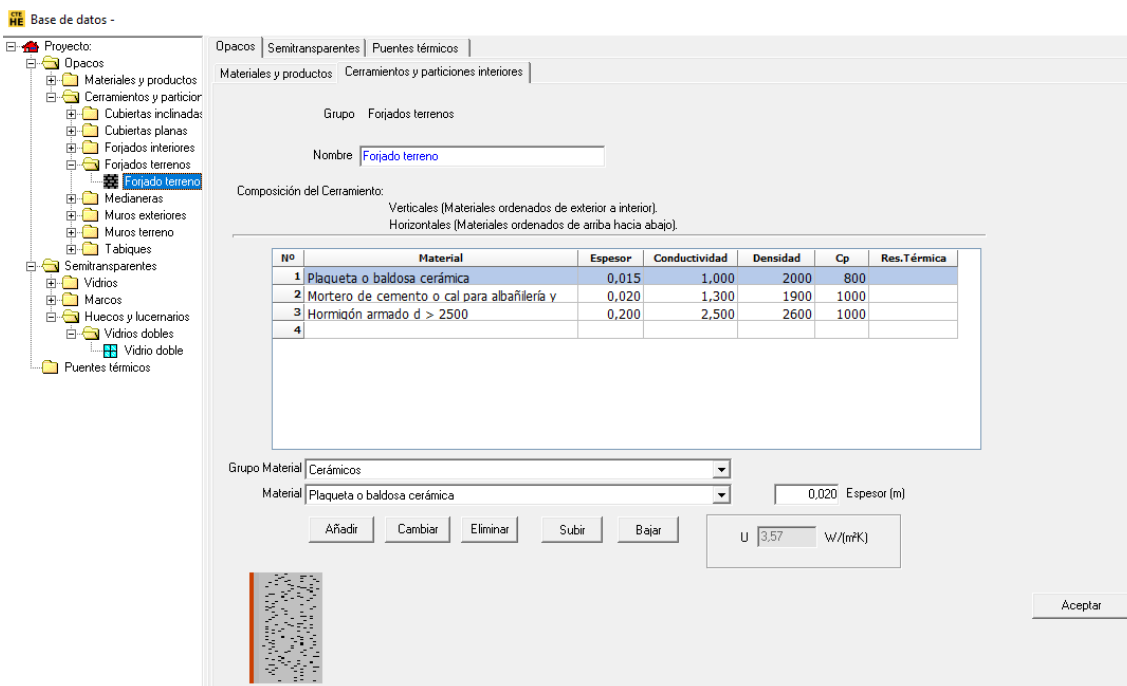 CTE
HE Base de datos -
Proyecto:
Opacos
Materiales y productos
Cerramientos y particior
Cubiertas inclinadas
Cubiertas planas
Forjados interiores
Forjados terrenos
Forjado terreno
Medianeras
Muros exteriores
Muros terreno
Tabiques
Semitransparentes
Vidrios
Marcos
Huecos y lucernarios
Vidrios dobles
Vidrio doble
Puentes térmicos
Opacos Semitransparentes Puentes térmicos
Materiales y productos Cerramientos y particiones interiores
Grupo Forjados terrenos
Nombre Forjado terreno
Composición del Cerramiento:
Verticales (Materiales ordenados de exterior a interior).
Horizontales (Materiales ordenados de arriba hacia abajo).
Nº Material Espesor Conductividad Densidad Cp Res.Térmica
1 Plaqueta o baldosa cerámica 0,015 1,000 2000 800
2 Mortero de cemento o cal para albañilería y 0,020 1,300 1900 1000
3 Hormigón armado d > 2500 0,200 2,500 2600 1000
4
Grupo Material Cerámicos
Material Plaqueta o baldosa cerámica 0,020 Espesor (m)
Añadir Cambiar Eliminar Subir Bajar U 3,57 W/(m²K)
Aceptar